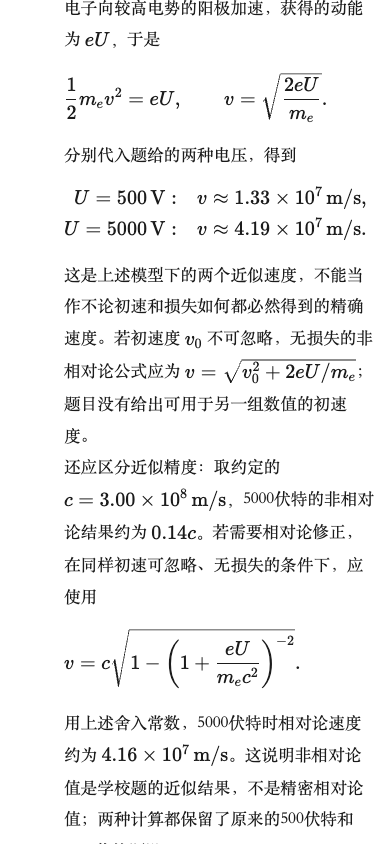 电子向较高电势的阳极加速，获得的动能
为 eU，于是
1/2 mₑv² = eU, v = √(2eU/mₑ).
分别代入题给的两种电压，得到
U = 500 V : v ≈ 1.33 × 10⁷ m/s,
U = 5000 V : v ≈ 4.19 × 10⁷ m/s.
这是上述模型下的两个近似速度，不能当
作不论初速和损失如何都必然得到的精确
速度。若初速度 v₀ 不可忽略，无损失的非
相对论公式应为 v = √(v₀² + 2eU/mₑ)；
题目没有给出可用于另一组数值的初速
度。
还应区分近似精度：取约定的
c = 3.00 × 10⁸ m/s，5000伏特的非相对
论结果约为 0.14c。若需要相对论修正，
在同样初速可忽略、无损失的条件下，应
使用
v = c√(1 − (1 + eU/(mₑc²))⁻²).
用上述舍入常数，5000伏特时相对论速度
约为 4.16 × 10⁷ m/s。这说明非相对论
值是学校题的近似结果，不是精密相对论
值；两种计算都保留了原来的500伏特和